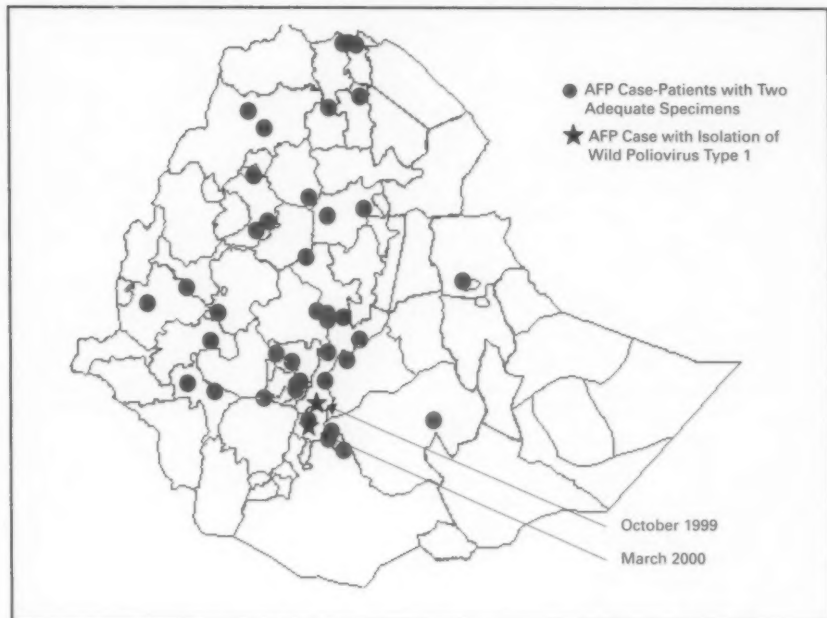 AFP Case-Patients with Two
Adequate Specimens
AFP Case with Isolation of
Wild Poliovirus Type 1
October 1999
March 2000